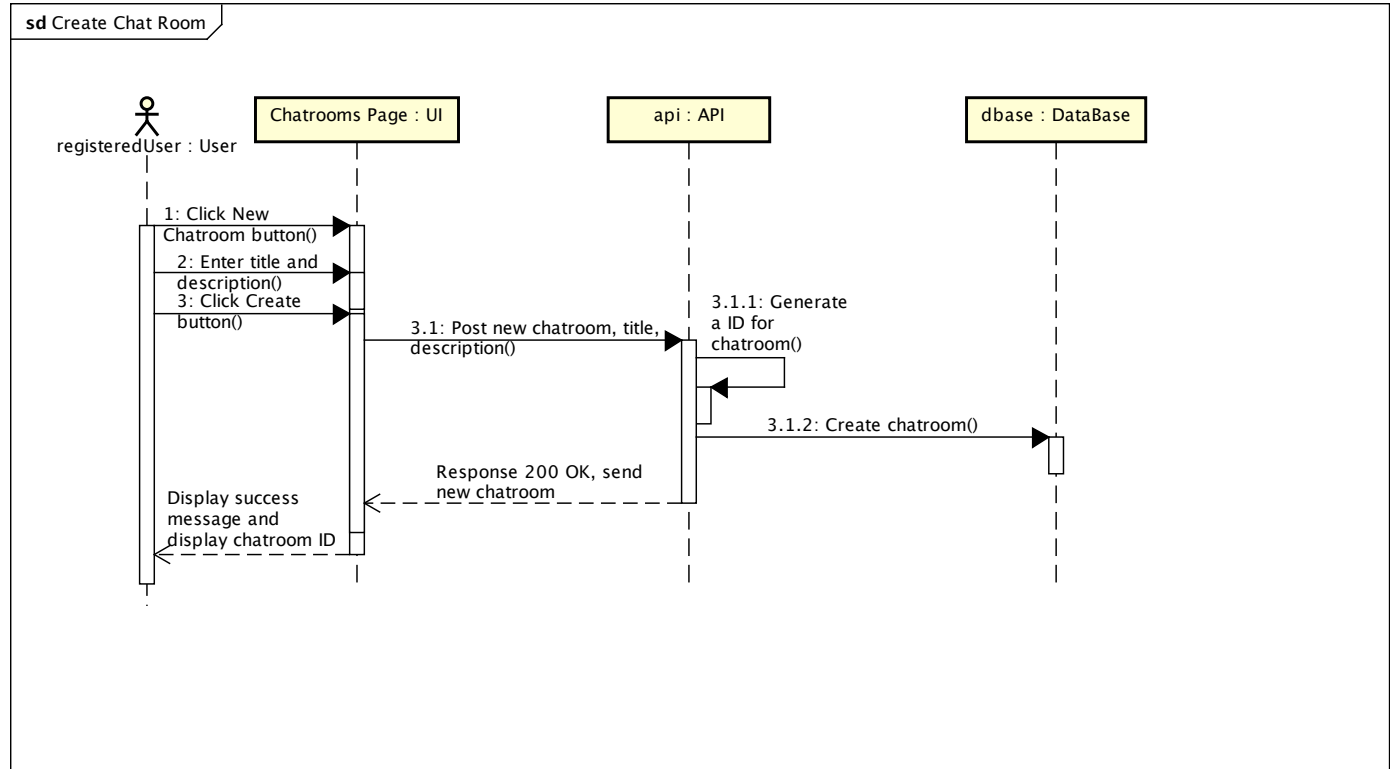 sd Create Chat Room
registeredUser : User
Chatrooms Page : UI
api : API
dbase : DataBase
1: Click New
Chatroom button()
2: Enter title and
description()
3: Click Create
button()
3.1: Post new chatroom, title,
description()
3.1.1: Generate
a ID for
chatroom()
3.1.2: Create chatroom()
Response 200 OK, send
new chatroom
Display success
message and
display chatroom ID